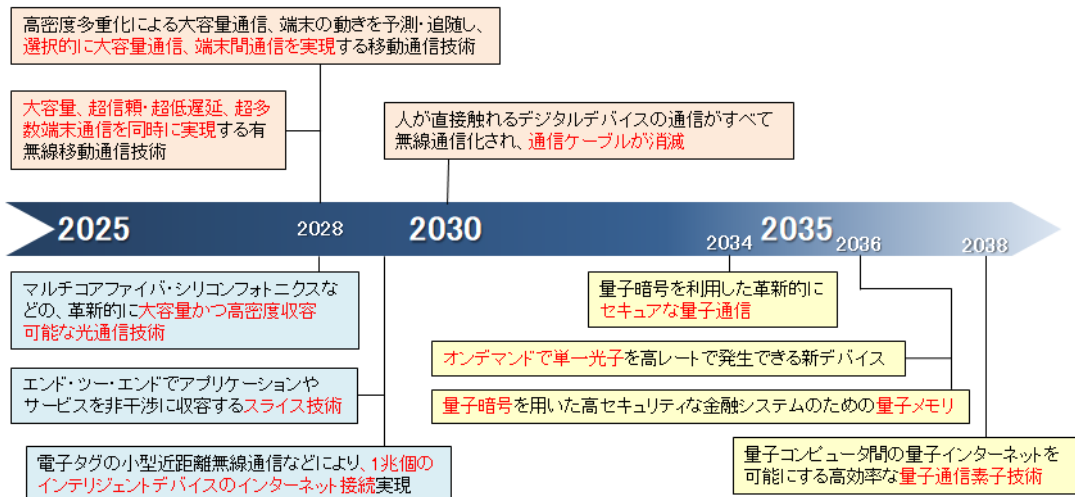 高密度多重化による大容量通信、端末の動きを予測・追随し、
選択的に大容量通信、端末間通信を実現する移動通信技術
大容量、超信頼・超低遅延、超多
数端末通信を同時に実現する有
無線移動通信技術
人が直接触れるデジタルデバイスの通信がすべて
無線通信化され、通信ケーブルが消滅
2025
2028
2030
2034
2035
2036
2038
マルチコアファイバ・シリコンフォトニクスな
どの、革新的に大容量かつ高密度収容
可能な光通信技術
エンド・ツー・エンドでアプリケーションや
サービスを非干渉に収容するスライス技術
電子タグの小型近距離無線通信などにより、1兆個の
インテリジェントデバイスのインターネット接続実現
量子暗号を利用した革新的に
セキュアな量子通信
オンデマンドで単一光子を高レートで発生できる新デバイス
量子暗号を用いた高セキュリティな金融システムのための量子メモリ
量子コンピュータ間の量子インターネットを
可能にする高効率な量子通信素子技術